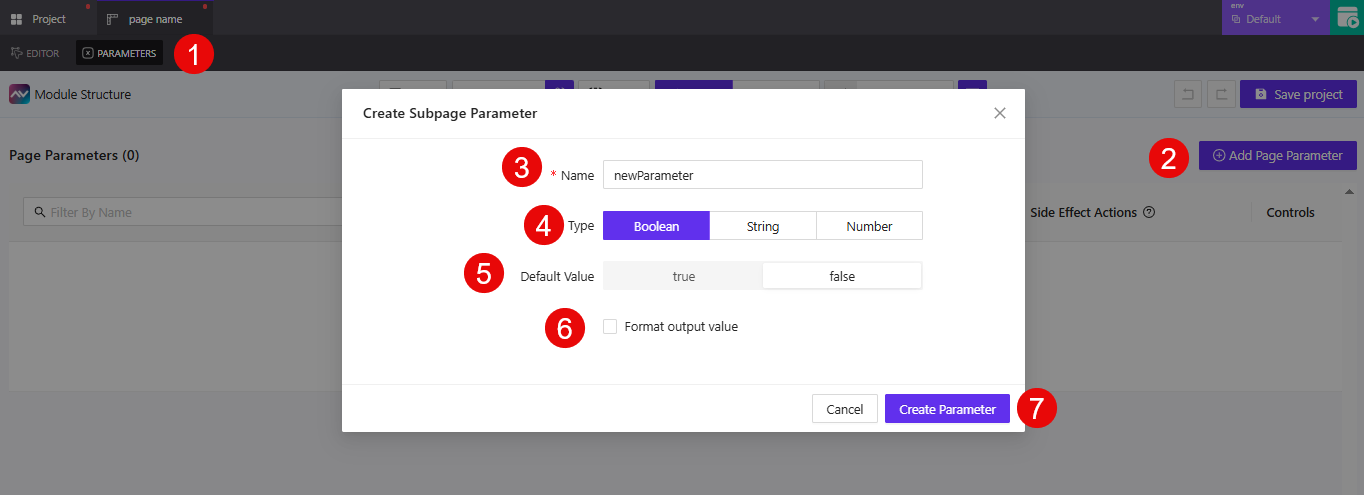 Project
page name
env
Default
EDITOR
PARAMETERS
1
Module Structure
Save project
Create Subpage Parameter
Page Parameters (0)
2
Add Page Parameter
3
* Name
newParameter
Filter By Name
Side Effect Actions
Controls
4
Type
Boolean
String
Number
5
Default Value
true
false
6
Format output value
Cancel
Create Parameter
7